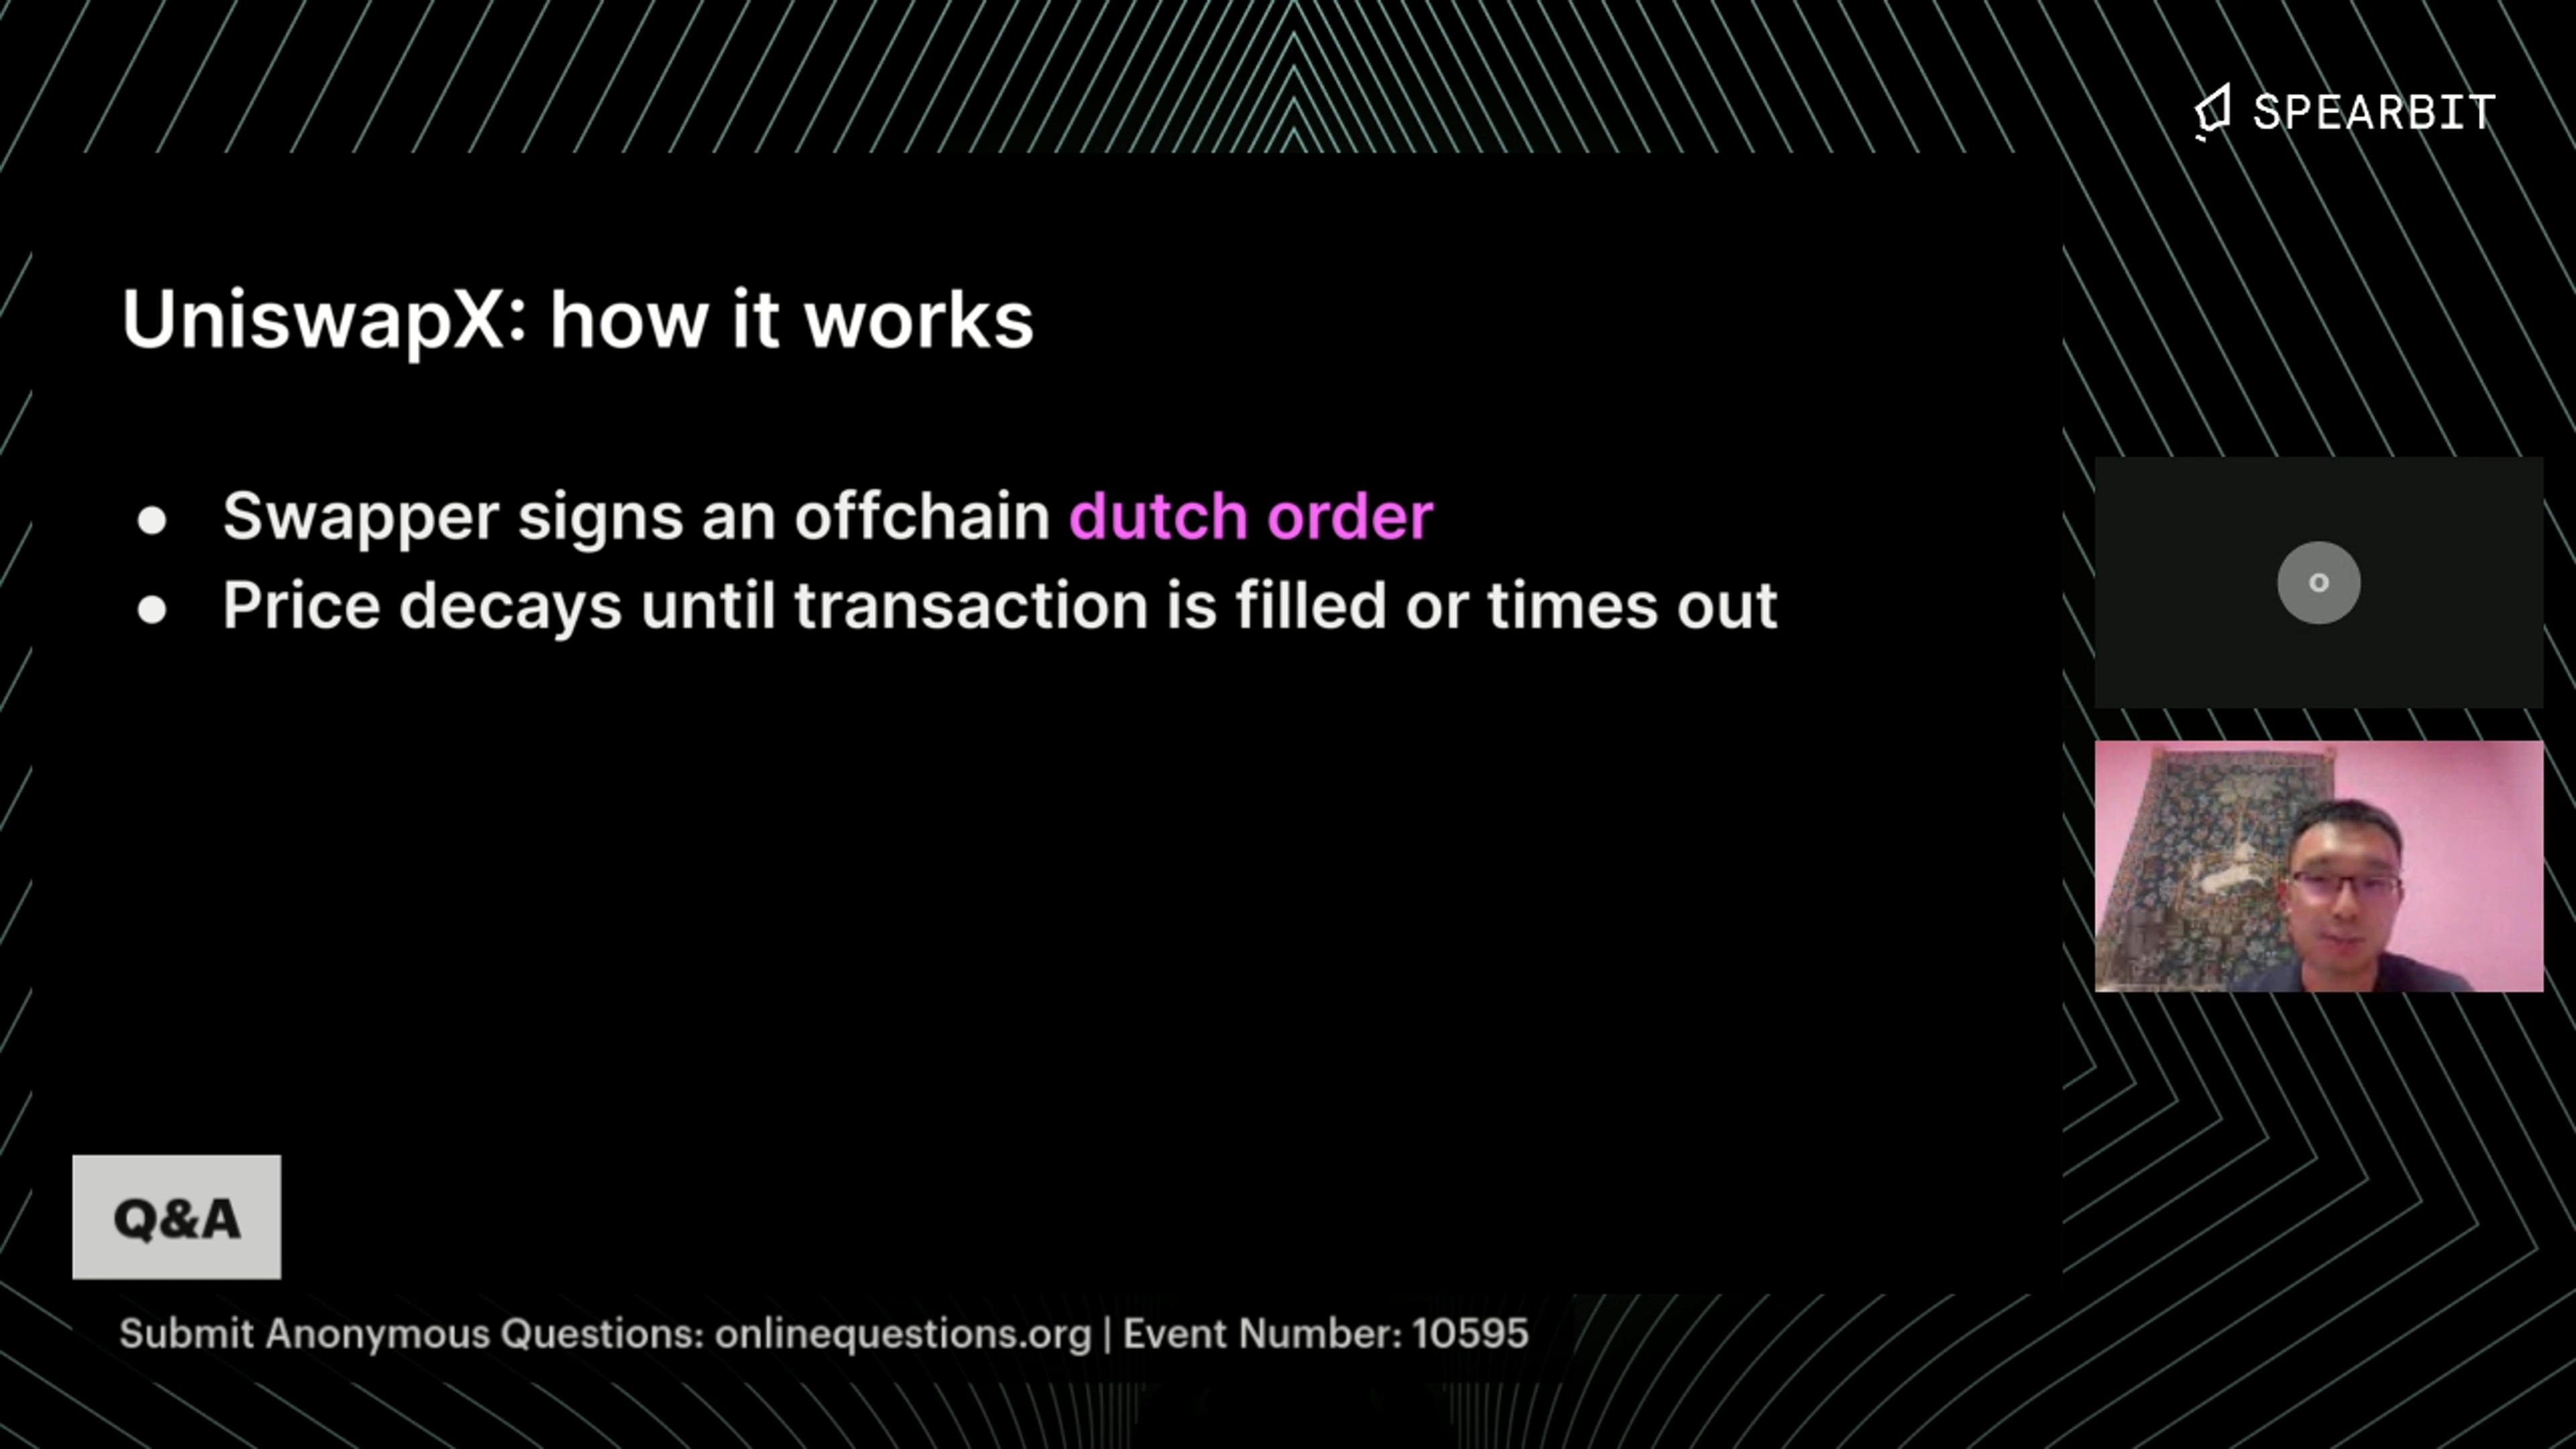 SPEARBIT
UniswapX: how it works
● Swapper signs an offchain dutch order
● Price decays until transaction is filled or times out
o
Q&A
Submit Anonymous Questions: onlinequestions.org | Event Number: 10595